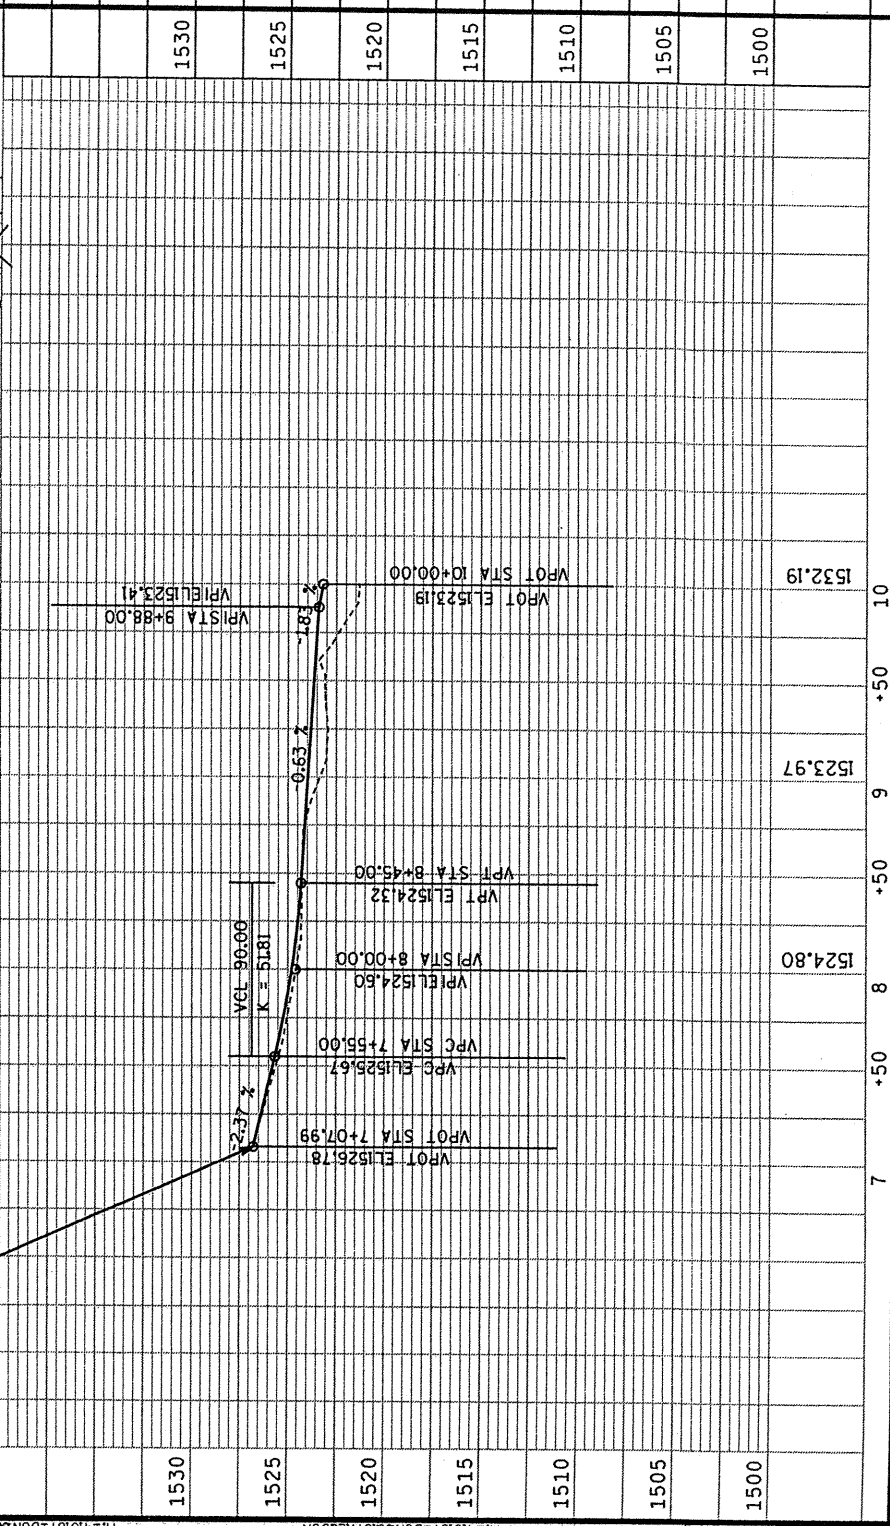 1530
1525
1520
1515
1510
1505
1500
VPI STA 9+88.00
VPI EL 1523.41
-1.83 %
VPOT STA 10+00.00
VPOT EL 1523.19
-0.63 %
VPT STA 8+45.00
VPT EL 1524.32
VCL 90.00
K = 51.81
VPI STA 8+00.00
VPI EL 1524.60
VPC STA 7+55.00
VPC EL 1525.67
-2.37 %
VPOT STA 7+07.99
VPOT EL 1526.78
1532.19
1523.97
1524.80
10
+50
9
+50
8
+50
7
1530
1525
1520
1515
1510
1505
1500